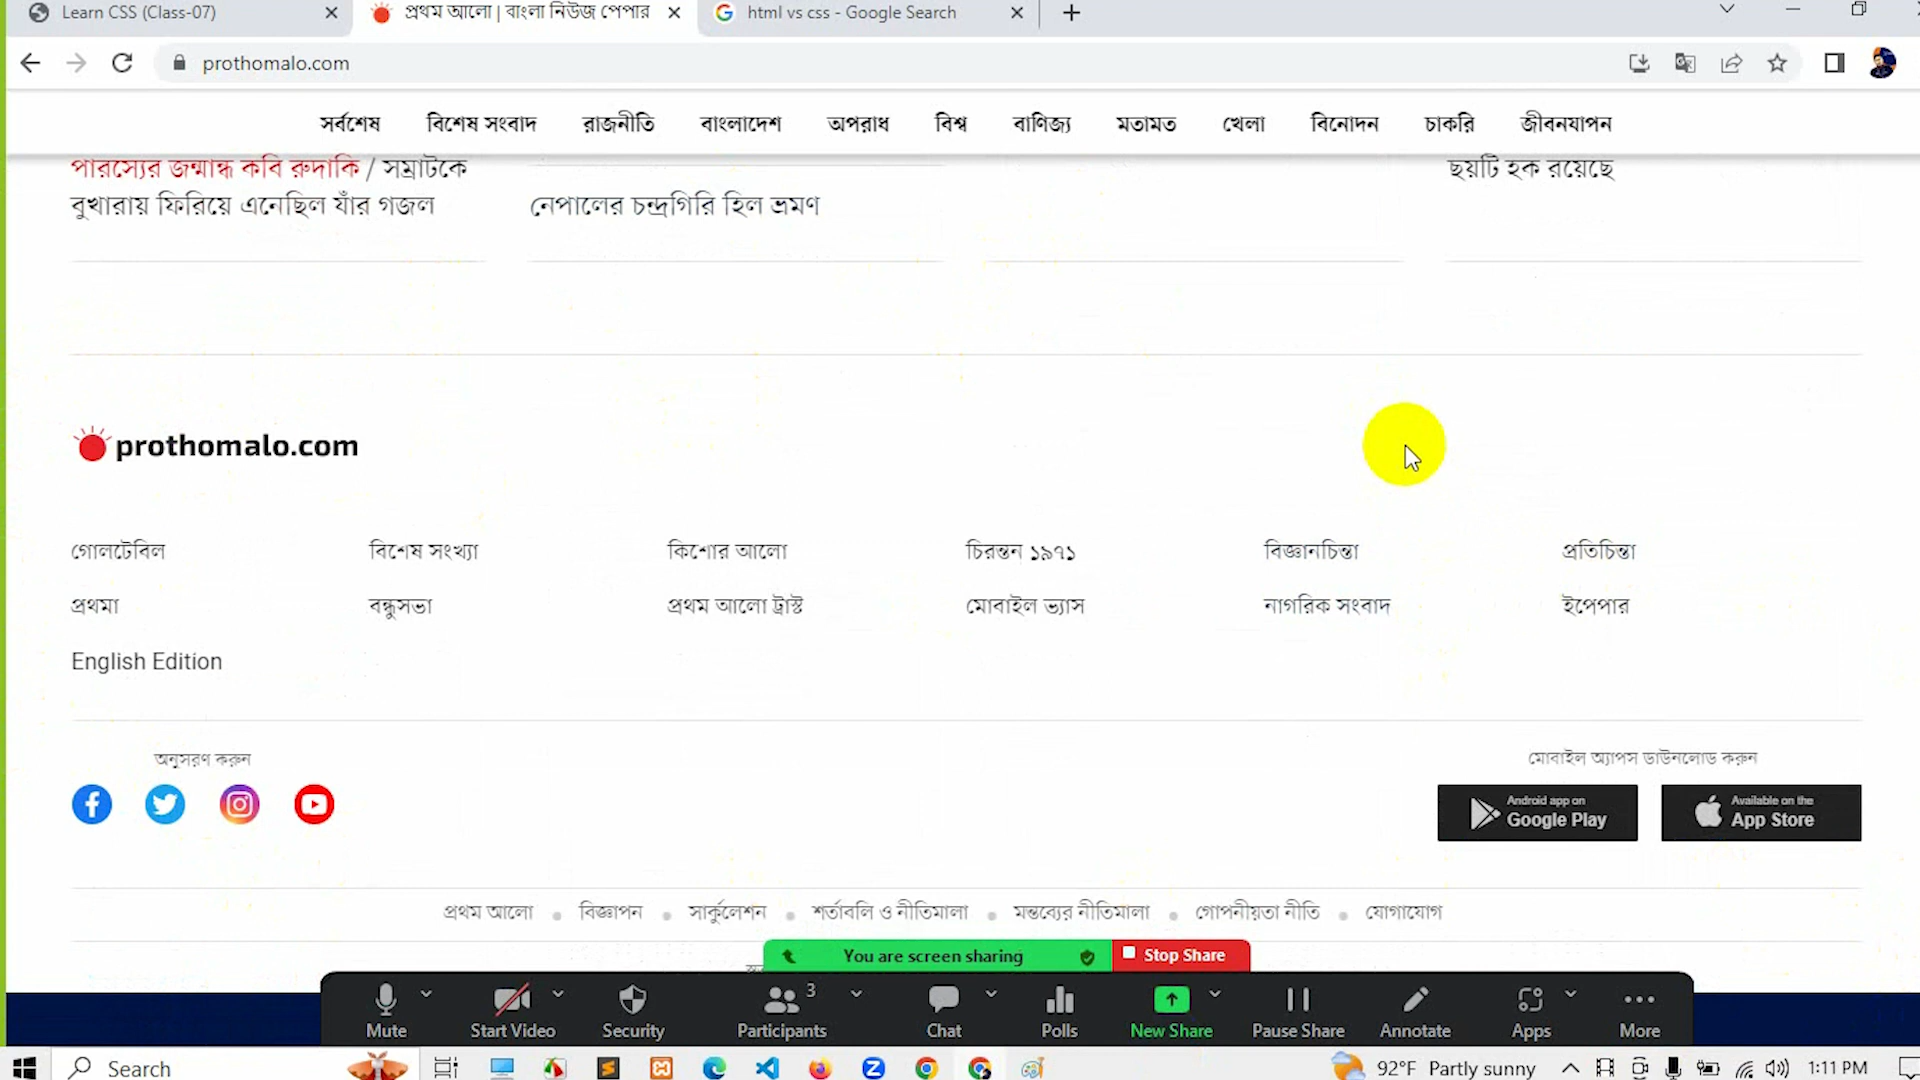 Learn CSS (Class-07)
প্রথম আলো | বাংলা নিউজ পেপার
html vs css - Google Search
prothomalo.com
সর্বশেষ বিশেষ সংবাদ রাজনীতি বাংলাদেশ অপরাধ বিশ্ব বাণিজ্য মতামত খেলা বিনোদন চাকরি জীবনযাপন
পারস্যের জন্মান্ধ কবি রুদাকি / সম্রাটকে
বুখারায় ফিরিয়ে এনেছিল যাঁর গজল
নেপালের চন্দ্রগিরি হিল ভ্রমণ
ছয়টি হক রয়েছে
prothomalo.com
গোলটেবিল বিশেষ সংখ্যা কিশোর আলো চিরন্তন ১৯৭১ বিজ্ঞানচিন্তা প্রতিচিন্তা
প্রথমা বন্ধুসভা প্রথম আলো ট্রাস্ট মোবাইল ভ্যাস নাগরিক সংবাদ ইপেপার
English Edition
অনুসরণ করুন
মোবাইল অ্যাপস ডাউনলোড করুন
Android app on
Google Play
Available on the
App Store
প্রথম আলো বিজ্ঞাপন সার্কুলেশন শর্তাবলি ও নীতিমালা মন্তব্যের নীতিমালা গোপনীয়তা নীতি যোগাযোগ
You are screen sharing Stop Share
3
Mute Start Video Security Participants Chat Polls New Share Pause Share Annotate Apps More
Search
92°F Partly sunny
1:11 PM